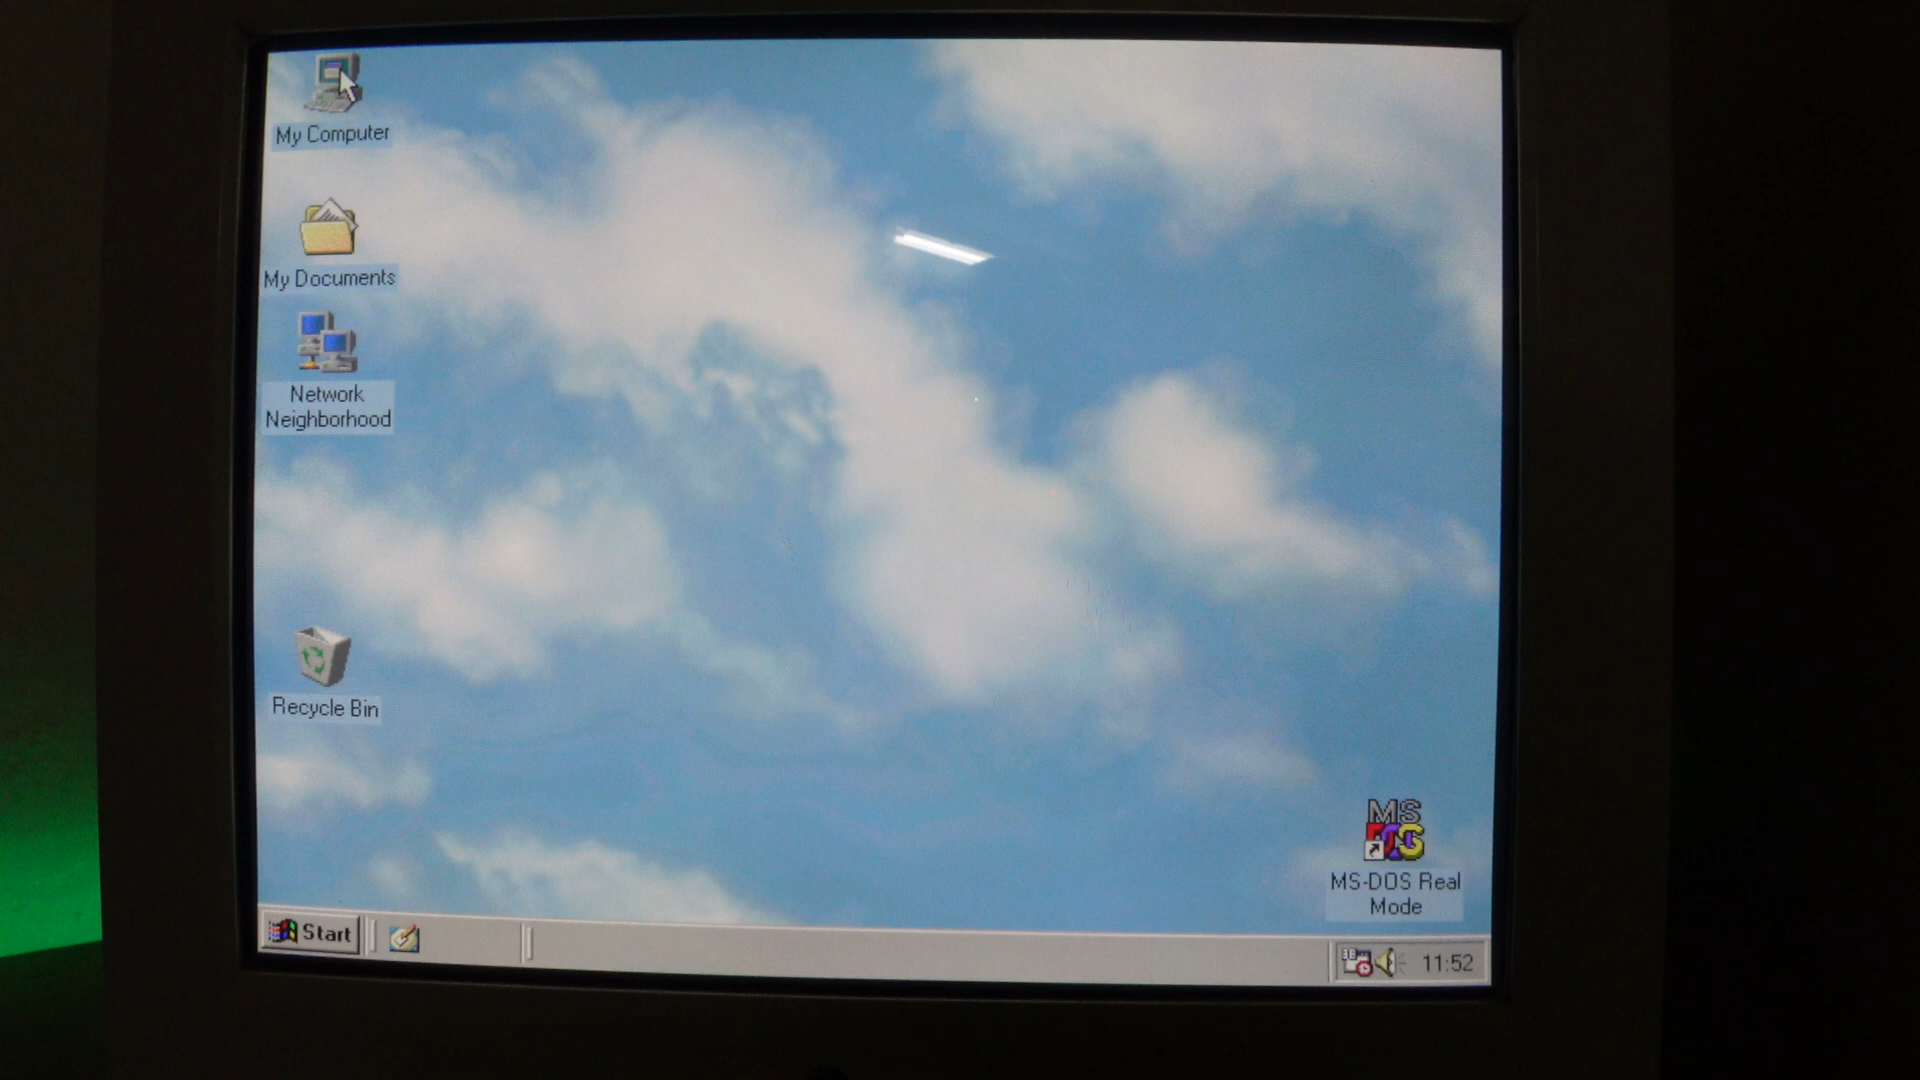 My Computer
My Documents
Network
Neighborhood
Recycle Bin
MS
DOS
MS-DOS Real
Mode
Start
11:52